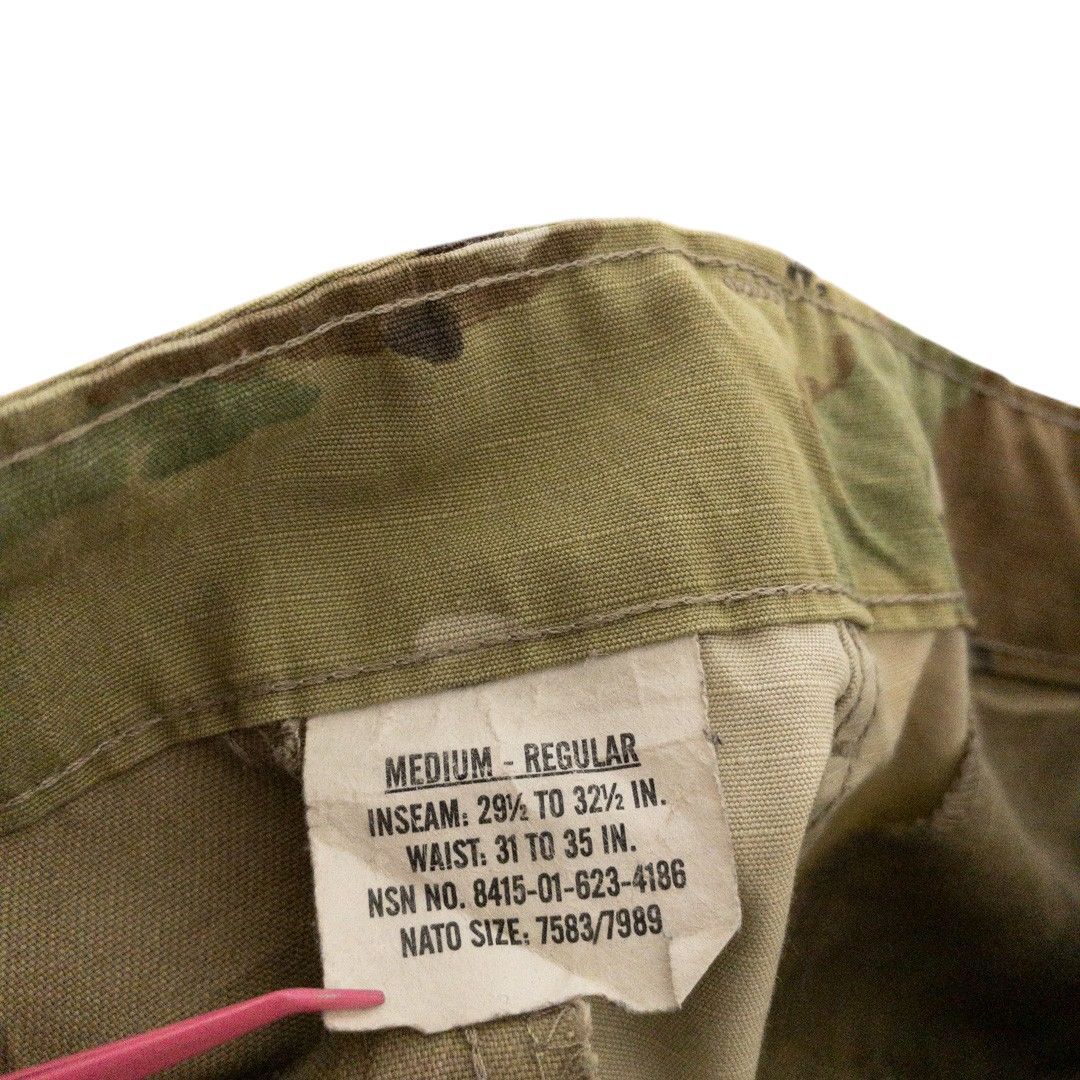 MEDIUM - REGULAR
INSEAM: 29½ TO 32½ IN.
WAIST: 31 TO 35 IN.
NSN NO. 8415-01-623-4186
NATO SIZE: 7583/7989